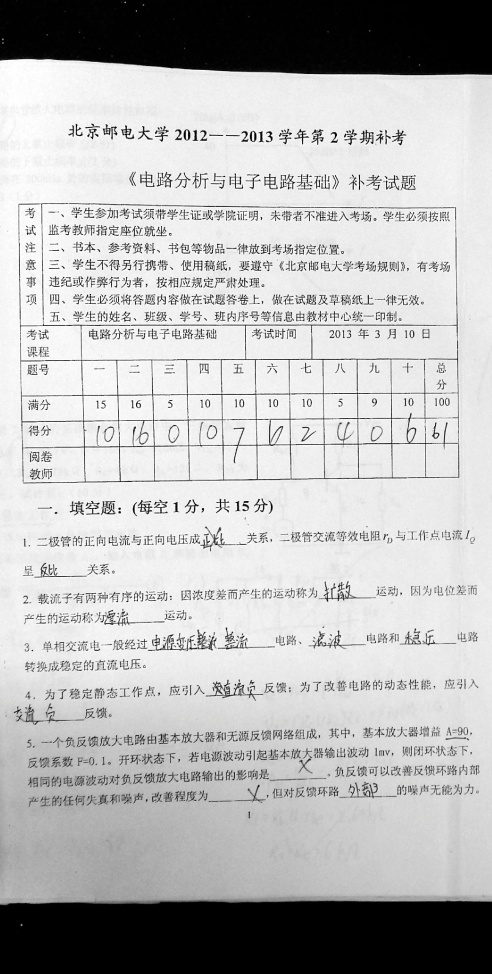 北京邮电大学 2012——2013 学年第 2 学期补考
《电路分析与电子电路基础》补考试题
考试注意事项
一、学生参加考试须带学生证或学院证明，未带者不准进入考场。学生必须按照
监考教师指定座位就坐。
二、书本、参考资料、书包等物品一律放到考场指定位置。
三、学生不得另行携带、使用稿纸，要遵守《北京邮电大学考场规则》，有考场
违纪或作弊行为者，按相应规定严肃处理。
四、学生必须将答题内容做在试题答卷上，做在试题及草稿纸上一律无效。
五、学生的姓名、班级、学号、班内序号等信息由教材中心统一印制。
考试课程 电路分析与电子电路基础 考试时间 2013 年 3 月 10 日
题号 一 二 三 四 五 六 七 八 九 十 总分
满分 15 16 5 10 10 10 10 5 9 10 100
得分 10 16 0 10 7 6 2 4 0 6 61
阅卷教师
一．填空题：(每空 1 分，共 15 分)
1. 二极管的正向电流与正向电压成 正比 关系，二极管交流等效电阻 rD 与工作点电流 IQ
呈 反比 关系。
2. 载流子有两种有序的运动：因浓度差而产生的运动称为 扩散 运动，因为电位差而
产生的运动称为 漂流 运动。
3．单相交流电一般经过 整流 电路、 滤波 电路和 稳压 电路
转换成稳定的直流电压。
4．为了稳定静态工作点，应引入 直流负 反馈；为了改善电路的动态性能，应引入
交流负 反馈。
5．一个负反馈放大电路由基本放大器和无源反馈网络组成，其中，基本放大器增益 A=90，
反馈系数 F=0.1。开环状态下，若电源波动引起基本放大器输出波动 1mv，则闭环状态下，
相同的电源波动对负反馈放大电路输出的影响是 。负反馈可以改善反馈环路内部
产生的任何失真和噪声，改善程度为 ，但对反馈环路 外部 的噪声无能为力。
1